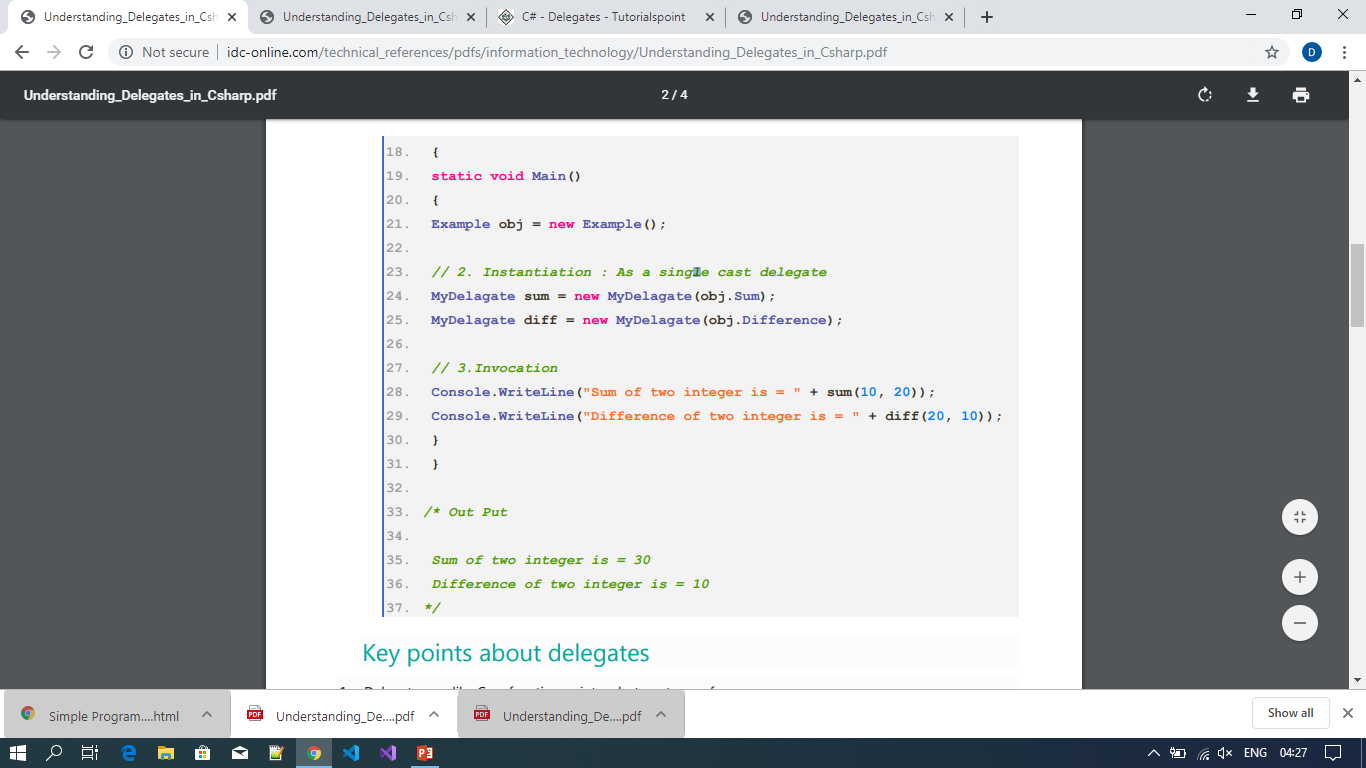 Understanding_Delegates_in_Csh
Understanding_Delegates_in_Csh
C# - Delegates - Tutorialspoint
Understanding_Delegates_in_Csh
Not secure | idc-online.com/technical_references/pdfs/information_technology/Understanding_Delegates_in_Csharp.pdf
D
Understanding_Delegates_in_Csharp.pdf
2 / 4
18. {
19. static void Main()
20. {
21. Example obj = new Example();
22.
23. // 2. Instantiation : As a single cast delegate
24. MyDelagate sum = new MyDelagate(obj.Sum);
25. MyDelagate diff = new MyDelagate(obj.Difference);
26.
27. // 3.Invocation
28. Console.WriteLine("Sum of two integer is = " + sum(10, 20));
29. Console.WriteLine("Difference of two integer is = " + diff(20, 10));
30. }
31. }
32.
33. /* Out Put
34.
35. Sum of two integer is = 30
36. Difference of two integer is = 10
37. */
Key points about delegates
Simple Program....html
PDF
Understanding_De....pdf
PDF
Understanding_De....pdf
Show all
ENG
04:27